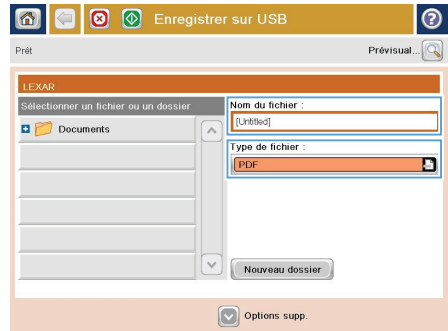 Enregistrer sur USB
Prêt
Prévisual...
LEXAR
Sélectionner un fichier ou un dossier
Nom du fichier :
[Untitled]
Documents
Type de fichier :
PDF
Nouveau dossier
Options supp.